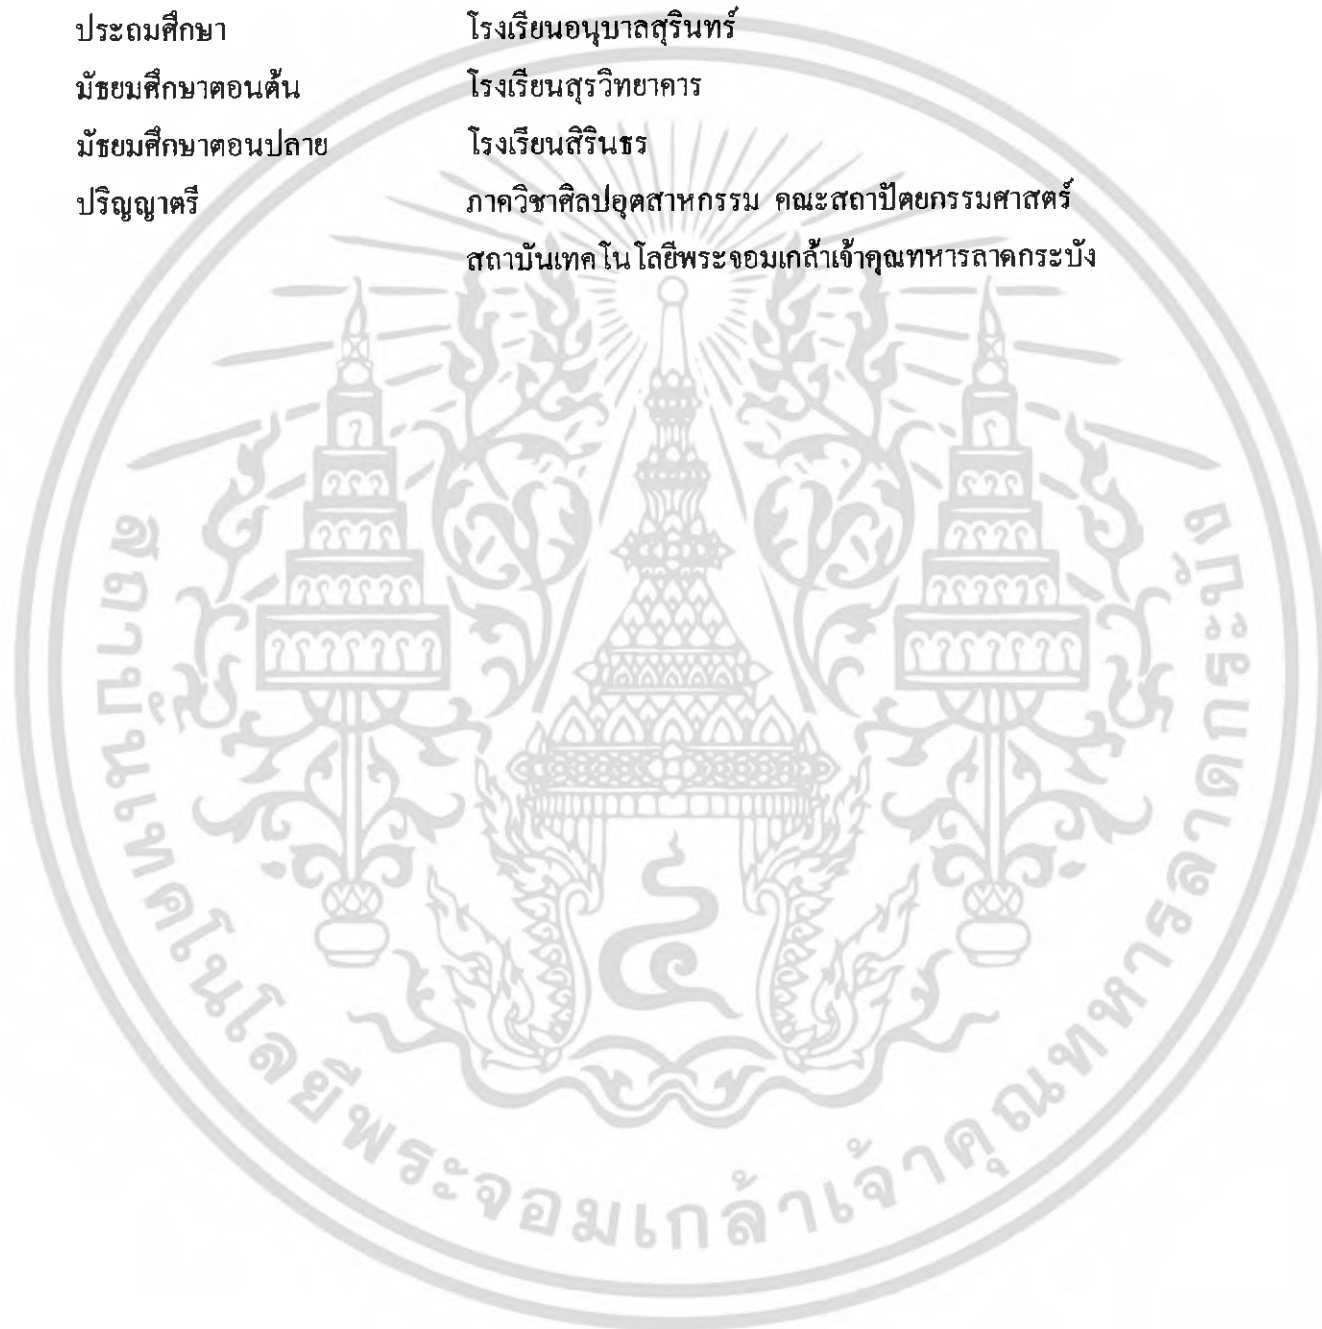 ประถมศึกษา โรงเรียนอนุบาลสุรินทร์
มัธยมศึกษาตอนต้น โรงเรียนสุรวิทยาคาร
มัธยมศึกษาตอนปลาย โรงเรียนสิรินธร
ปริญญาตรี ภาควิชาศิลปอุตสาหกรรม คณะสถาปัตยกรรมศาสตร์
สถาบันเทคโนโลยีพระจอมเกล้าเจ้าคุณทหารลาดกระบัง
สถาบันเทคโนโลยีพระจอมเกล้าเจ้าคุณทหารลาดกระบัง
๔